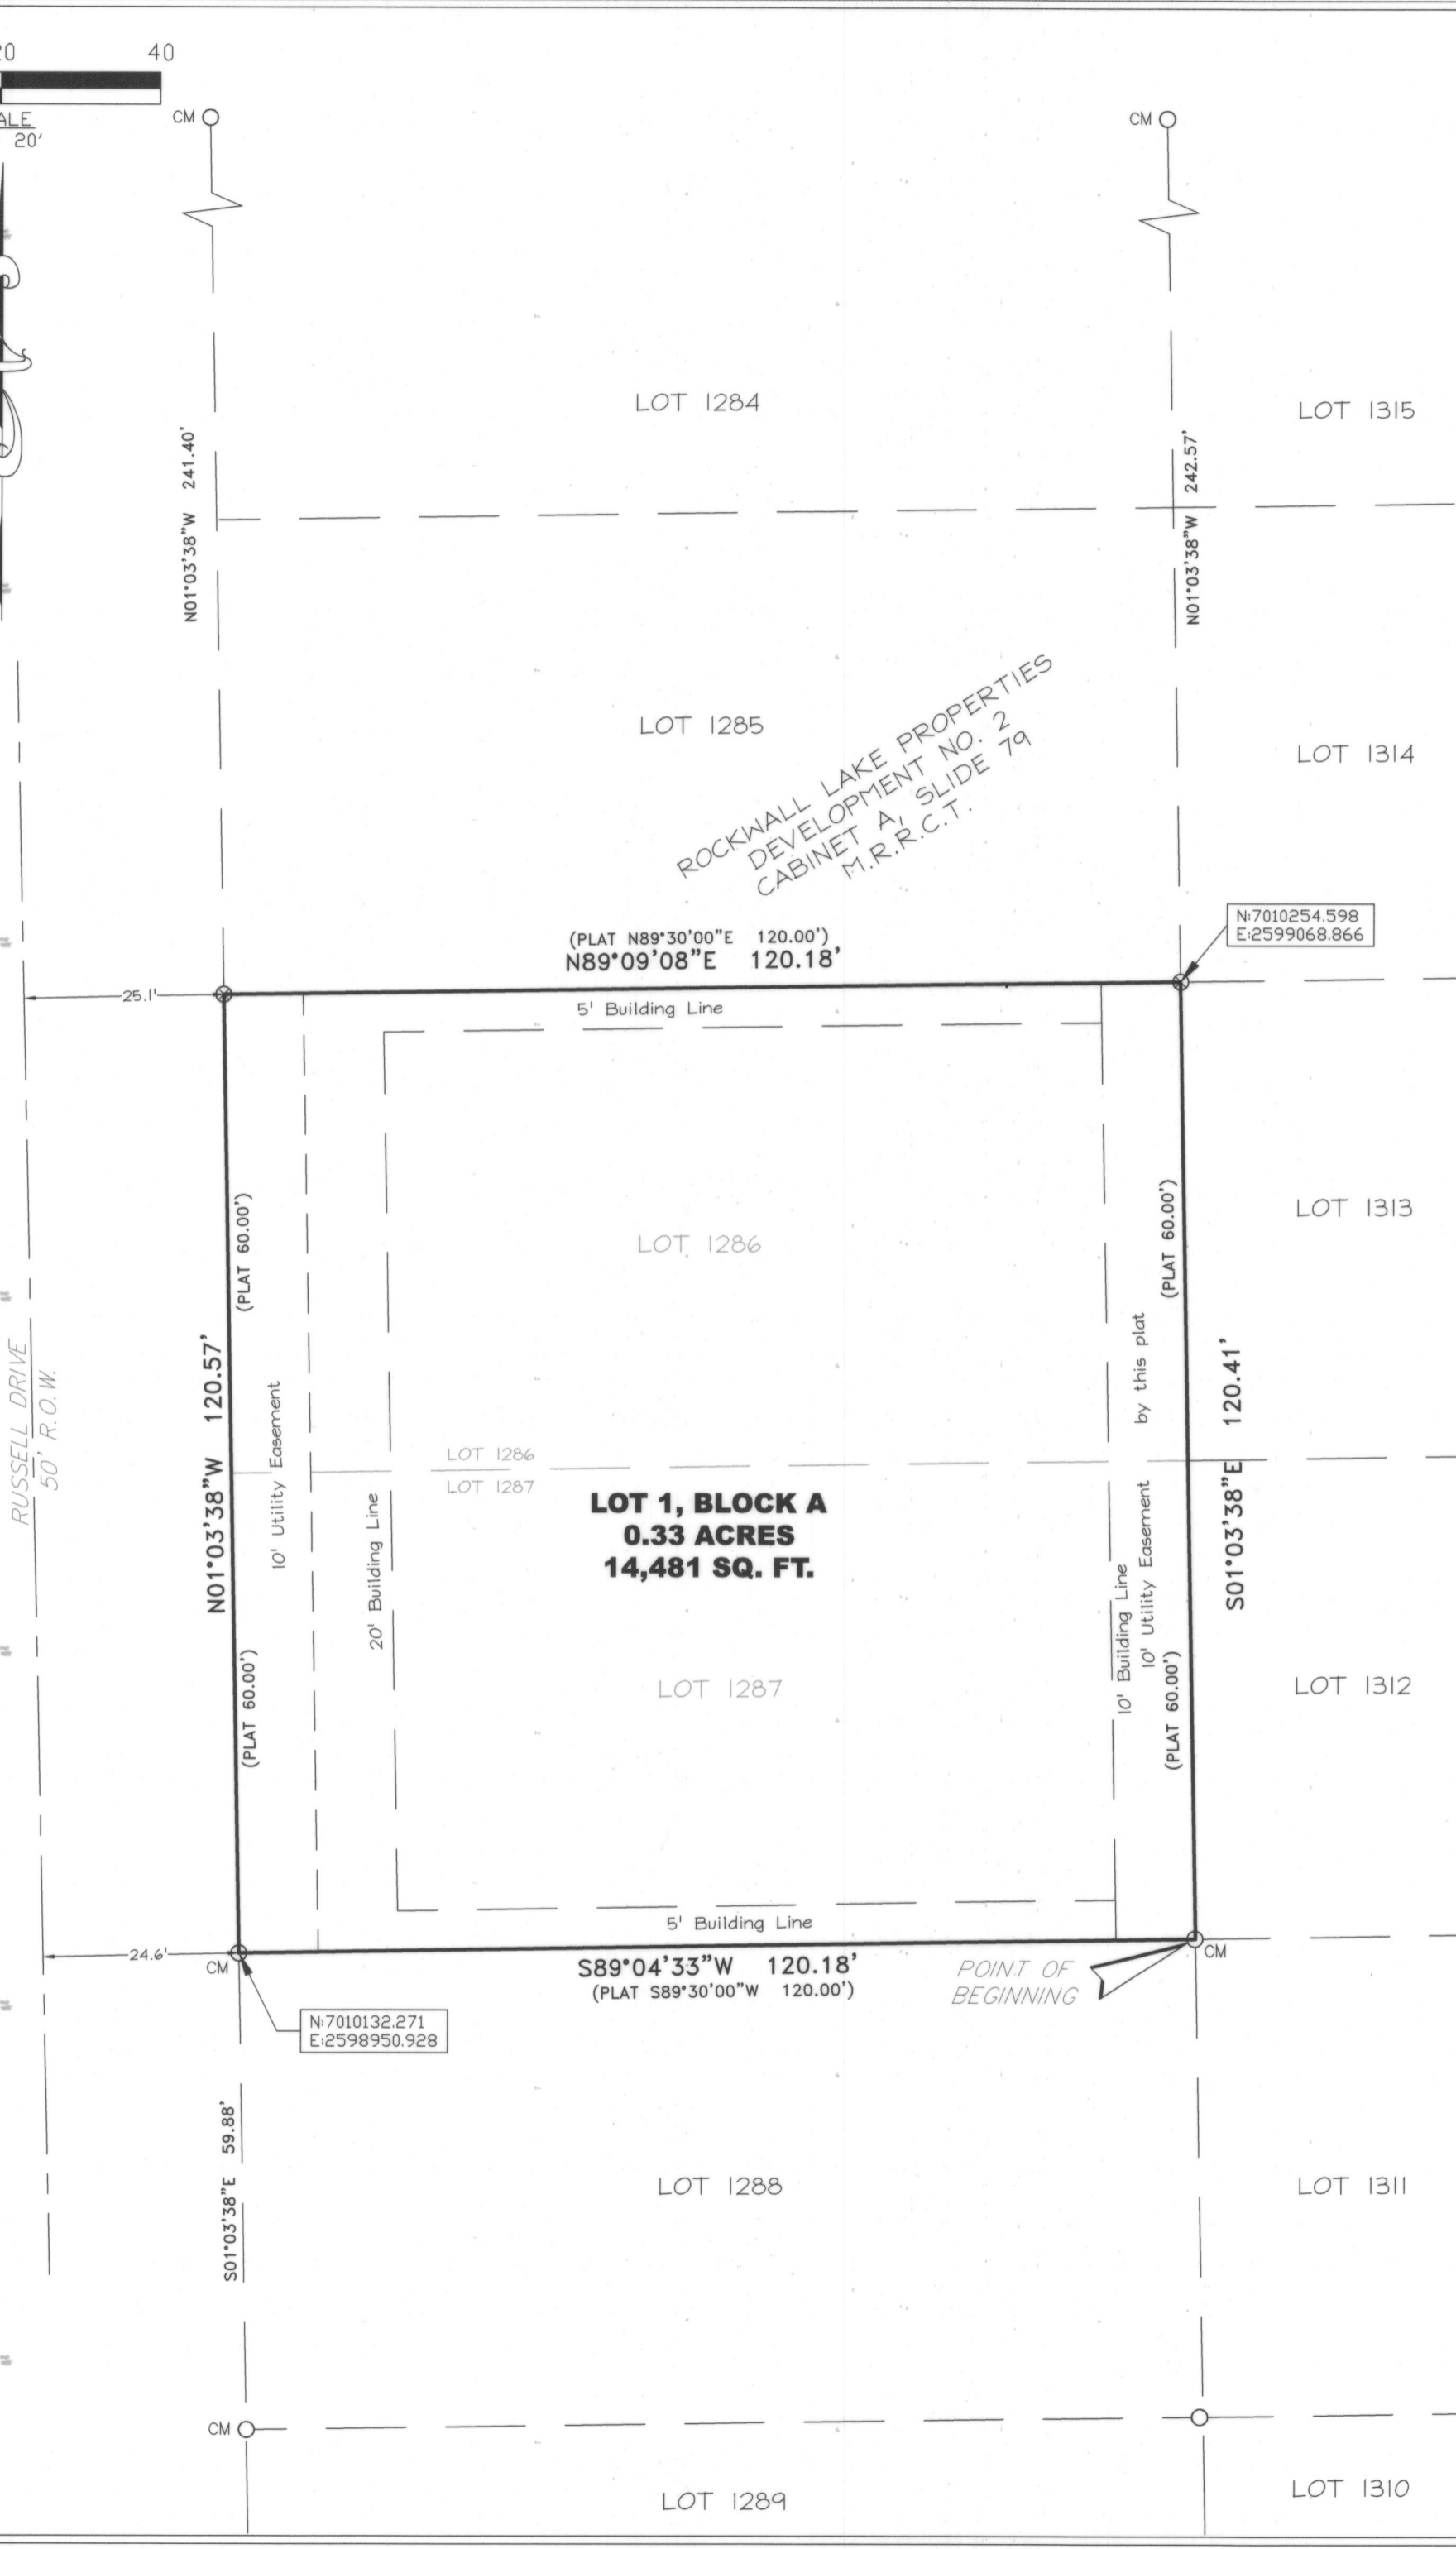 40
20'
CM
CM
LOT 1284
LOT 1315
N01°03'38"W 241.40'
N01°03'38"W 242.57'
LOT 1285
LOT 1314
ROCKWALL LAKE PROPERTIES
DEVELOPMENT NO. 2
CABINET A, SLIDE 79
M.R.R.C.T.
N:7010254.598
E:2599068.866
(PLAT N89°30'00"E 120.00')
N89°09'08"E 120.18'
25.1'
5' Building Line
(PLAT 60.00')
(PLAT 60.00')
LOT 1313
LOT 1286
RUSSELL DRIVE
50' R.O.W.
N01°03'38"W 120.57'
10' Utility Easement
20' Building Line
LOT 1286
LOT 1287
LOT 1, BLOCK A
0.33 ACRES
14,481 SQ. FT.
10' Building Line
10' Utility Easement by this plat
S01°03'38"E 120.41'
(PLAT 60.00')
(PLAT 60.00')
LOT 1287
LOT 1312
5' Building Line
24.6'
CM
S89°04'33"W 120.18'
(PLAT S89°30'00"W 120.00')
POINT OF
BEGINNING
CM
N:7010132.271
E:2598950.928
S01°03'38"E 59.88'
LOT 1288
LOT 1311
CM
LOT 1289
LOT 1310